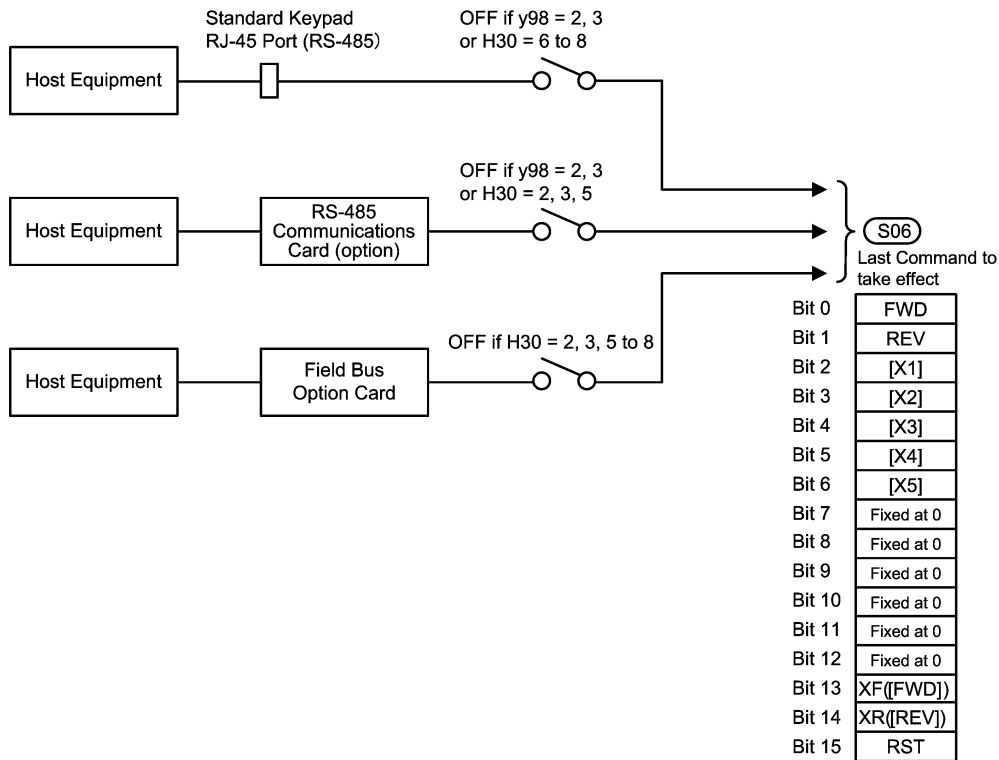 Standard Keypad
RJ-45 Port (RS-485)
OFF if y98 = 2, 3
or H30 = 6 to 8
Host Equipment
OFF if y98 = 2, 3
or H30 = 2, 3, 5
Host Equipment
RS-485
Communications
Card (option)
S06
Last Command to
take effect
OFF if H30 = 2, 3, 5 to 8
Host Equipment
Field Bus
Option Card
Bit 0 FWD
Bit 1 REV
Bit 2 [X1]
Bit 3 [X2]
Bit 4 [X3]
Bit 5 [X4]
Bit 6 [X5]
Bit 7 Fixed at 0
Bit 8 Fixed at 0
Bit 9 Fixed at 0
Bit 10 Fixed at 0
Bit 11 Fixed at 0
Bit 12 Fixed at 0
Bit 13 XF([FWD])
Bit 14 XR([REV])
Bit 15 RST